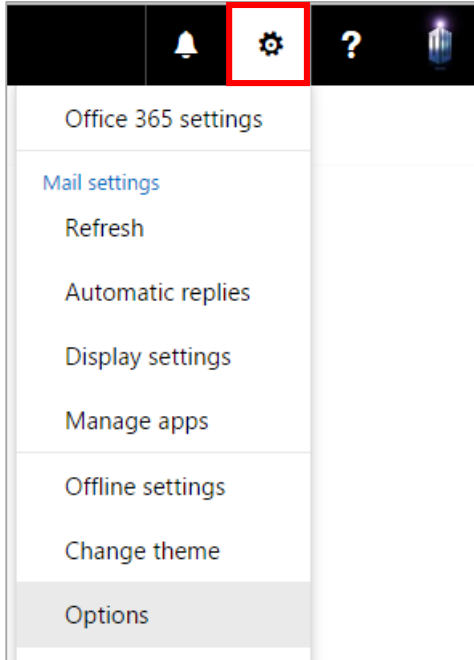 ?
Office 365 settings
Mail settings
Refresh
Automatic replies
Display settings
Manage apps
Offline settings
Change theme
Options